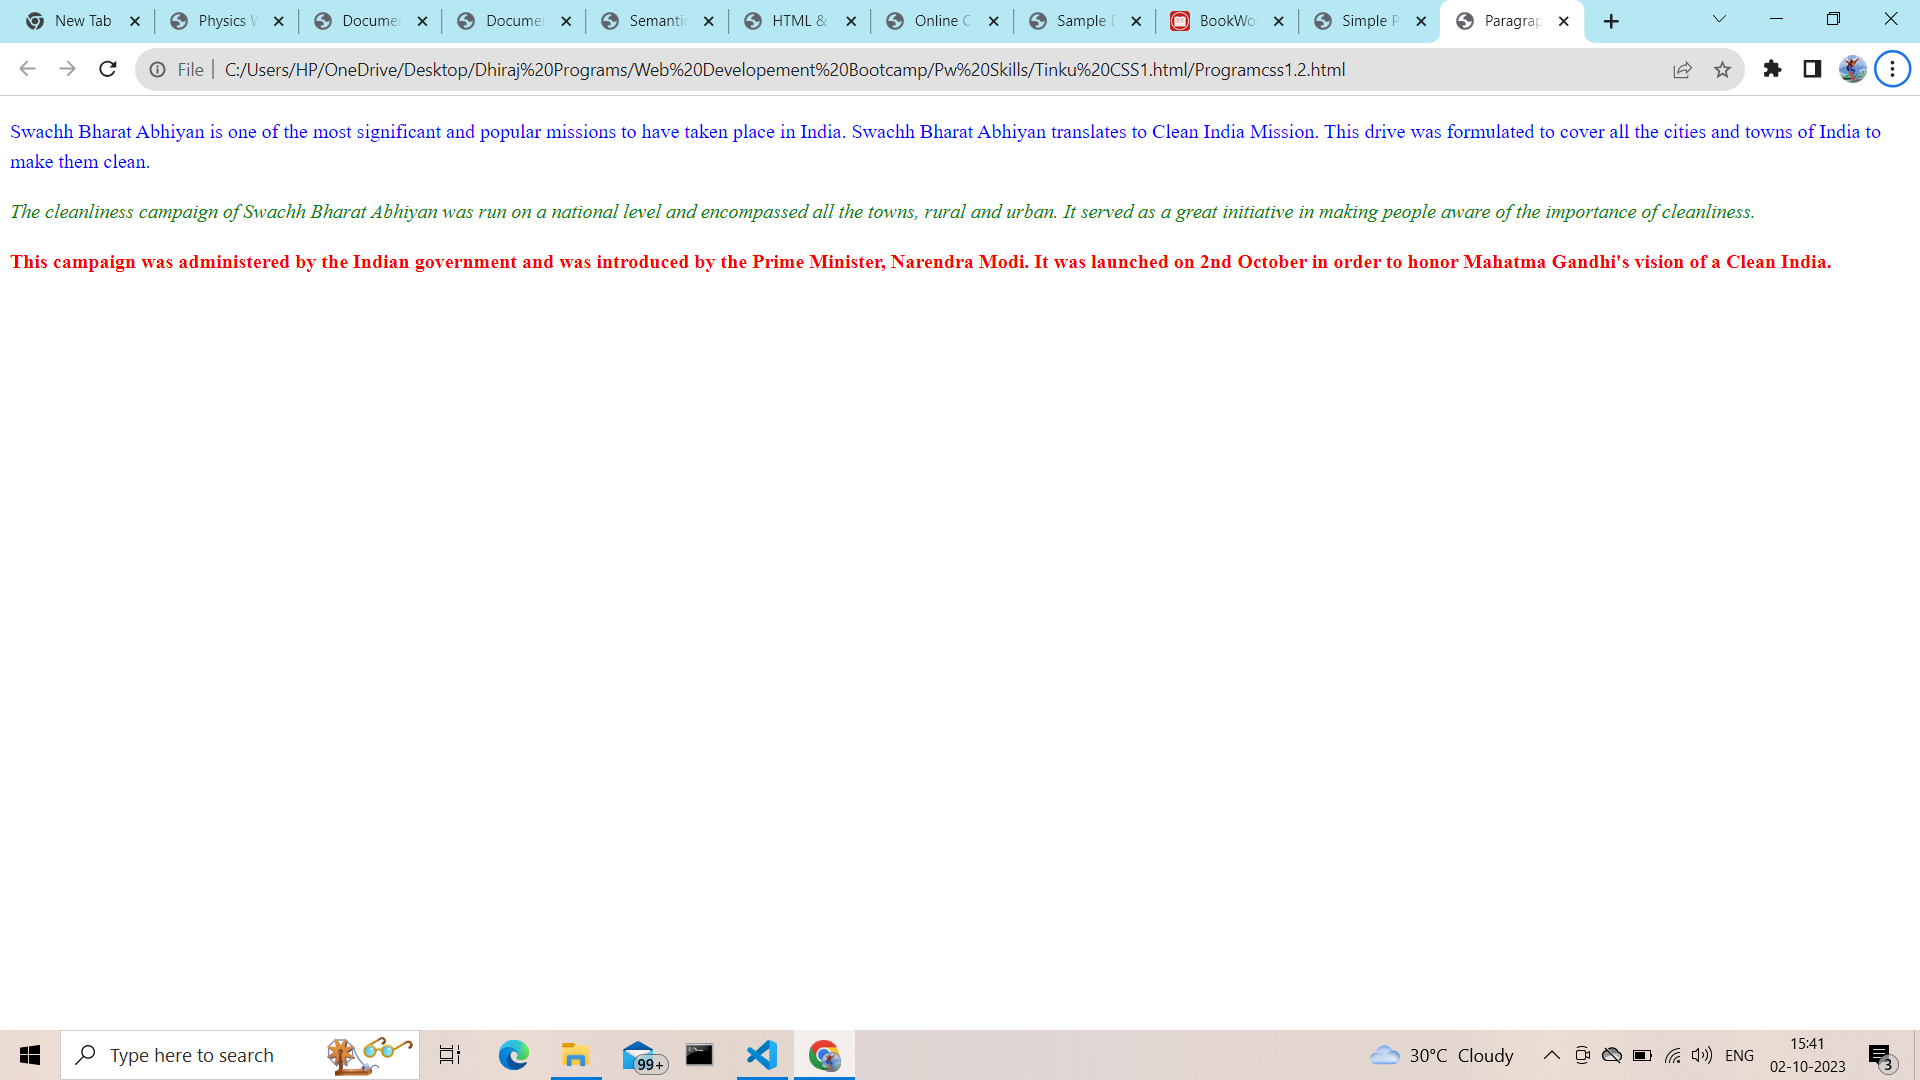 New Tab
Physics W
Documen
Documen
Semantic
HTML &
Online C
Sample E
BookWo
Simple P
Paragrap
File
C:/Users/HP/OneDrive/Desktop/Dhiraj%20Programs/Web%20Developement%20Bootcamp/Pw%20Skills/Tinku%20CSS1.html/Programcss1.2.html
Swachh Bharat Abhiyan is one of the most significant and popular missions to have taken place in India. Swachh Bharat Abhiyan translates to Clean India Mission. This drive was formulated to cover all the cities and towns of India to
make them clean.
The cleanliness campaign of Swachh Bharat Abhiyan was run on a national level and encompassed all the towns, rural and urban. It served as a great initiative in making people aware of the importance of cleanliness.
This campaign was administered by the Indian government and was introduced by the Prime Minister, Narendra Modi. It was launched on 2nd October in order to honor Mahatma Gandhi's vision of a Clean India.
Type here to search
99+
30°C Cloudy
ENG
15:41
02-10-2023
3